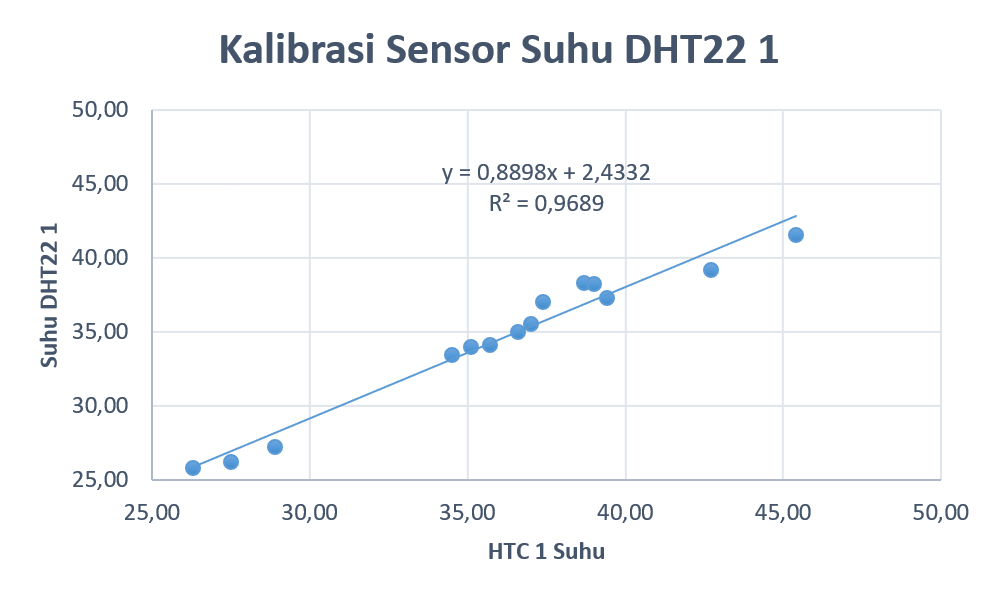 Kalibrasi Sensor Suhu DHT22 1
50,00
45,00
40,00
35,00
30,00
25,00
y = 0,8898x + 2,4332
R² = 0,9689
Suhu DHT22 1
25,00 30,00 35,00 40,00 45,00 50,00
HTC 1 Suhu